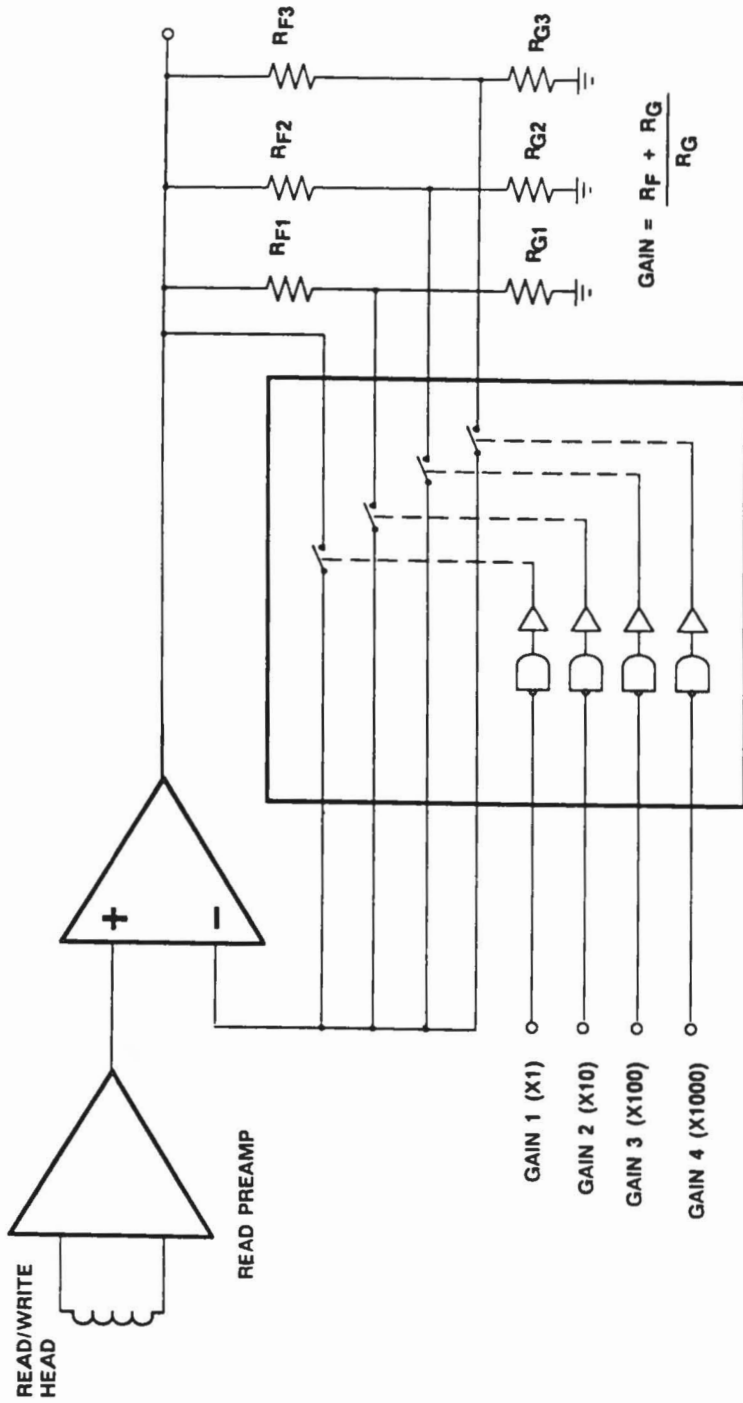 READ/WRITE
HEAD
READ PREAMP
+
−
RF1
RF2
RF3
RG1
RG2
RG3
GAIN = RF + RG
RG
GAIN 1 (X1)
GAIN 2 (X10)
GAIN 3 (X100)
GAIN 4 (X1000)